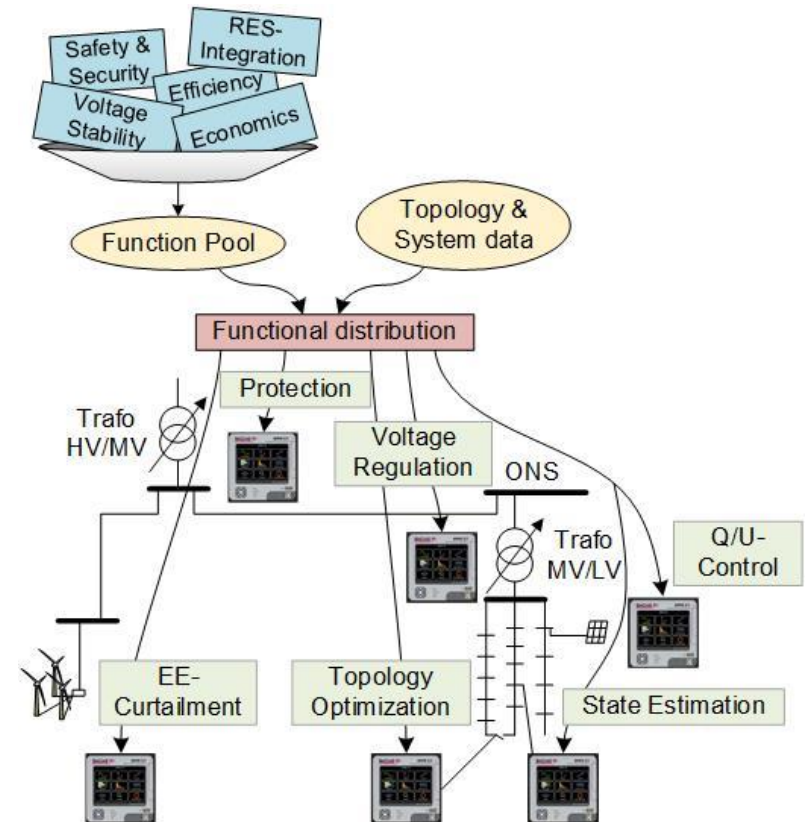 RES-
Integration
Safety &
Security
Efficiency
Voltage
Stability
Economics
Function Pool
Topology &
System data
Functional distribution
Protection
Trafo
HV/MV
Voltage
Regulation
ONS
Trafo
MV/LV
Q/U-
Control
EE-
Curtailment
Topology
Optimization
State Estimation